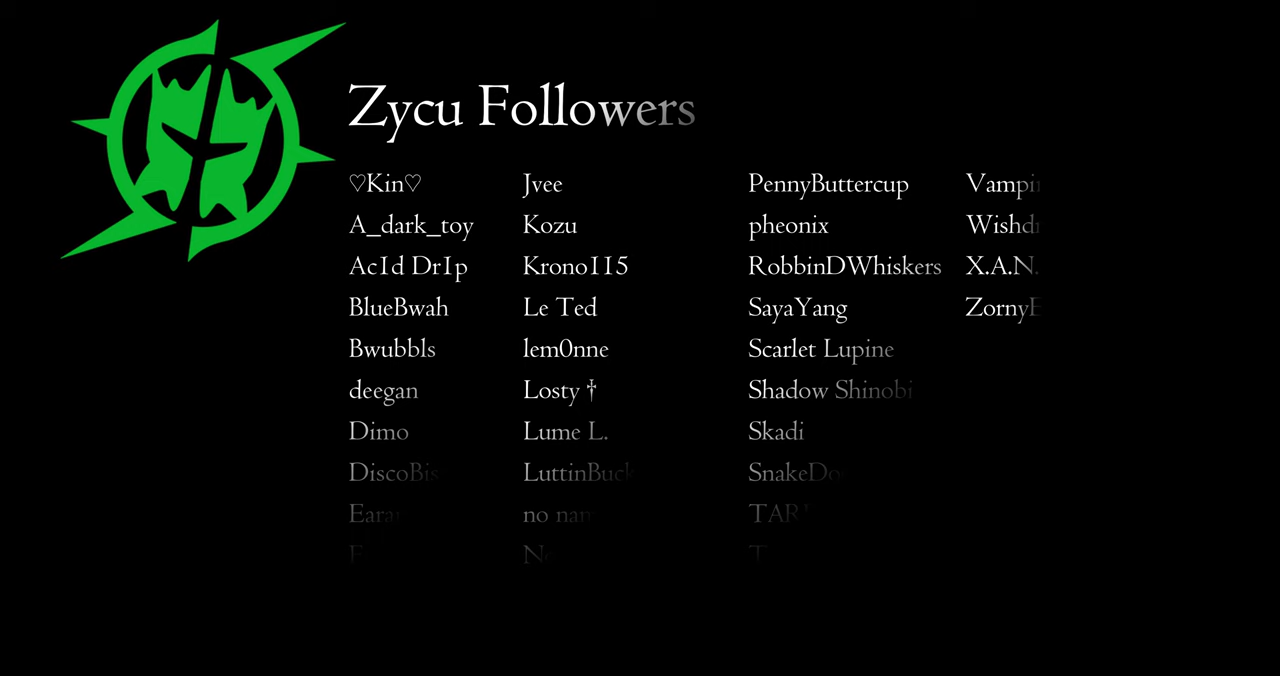 Zycu Followers
♡Kin♡
A_dark_toy
Ac1d Dr1p
BlueBwah
Bwubbls
deegan
Dimo
Jvee
Kozu
Krono115
Le Ted
lem0nne
Losty †
Lume L.
no
PennyButtercup
pheonix
RobbinDWhiskers
SayaYang
Scarlet Lupine
Shadow Shinobi
Skadi
X.A.N.